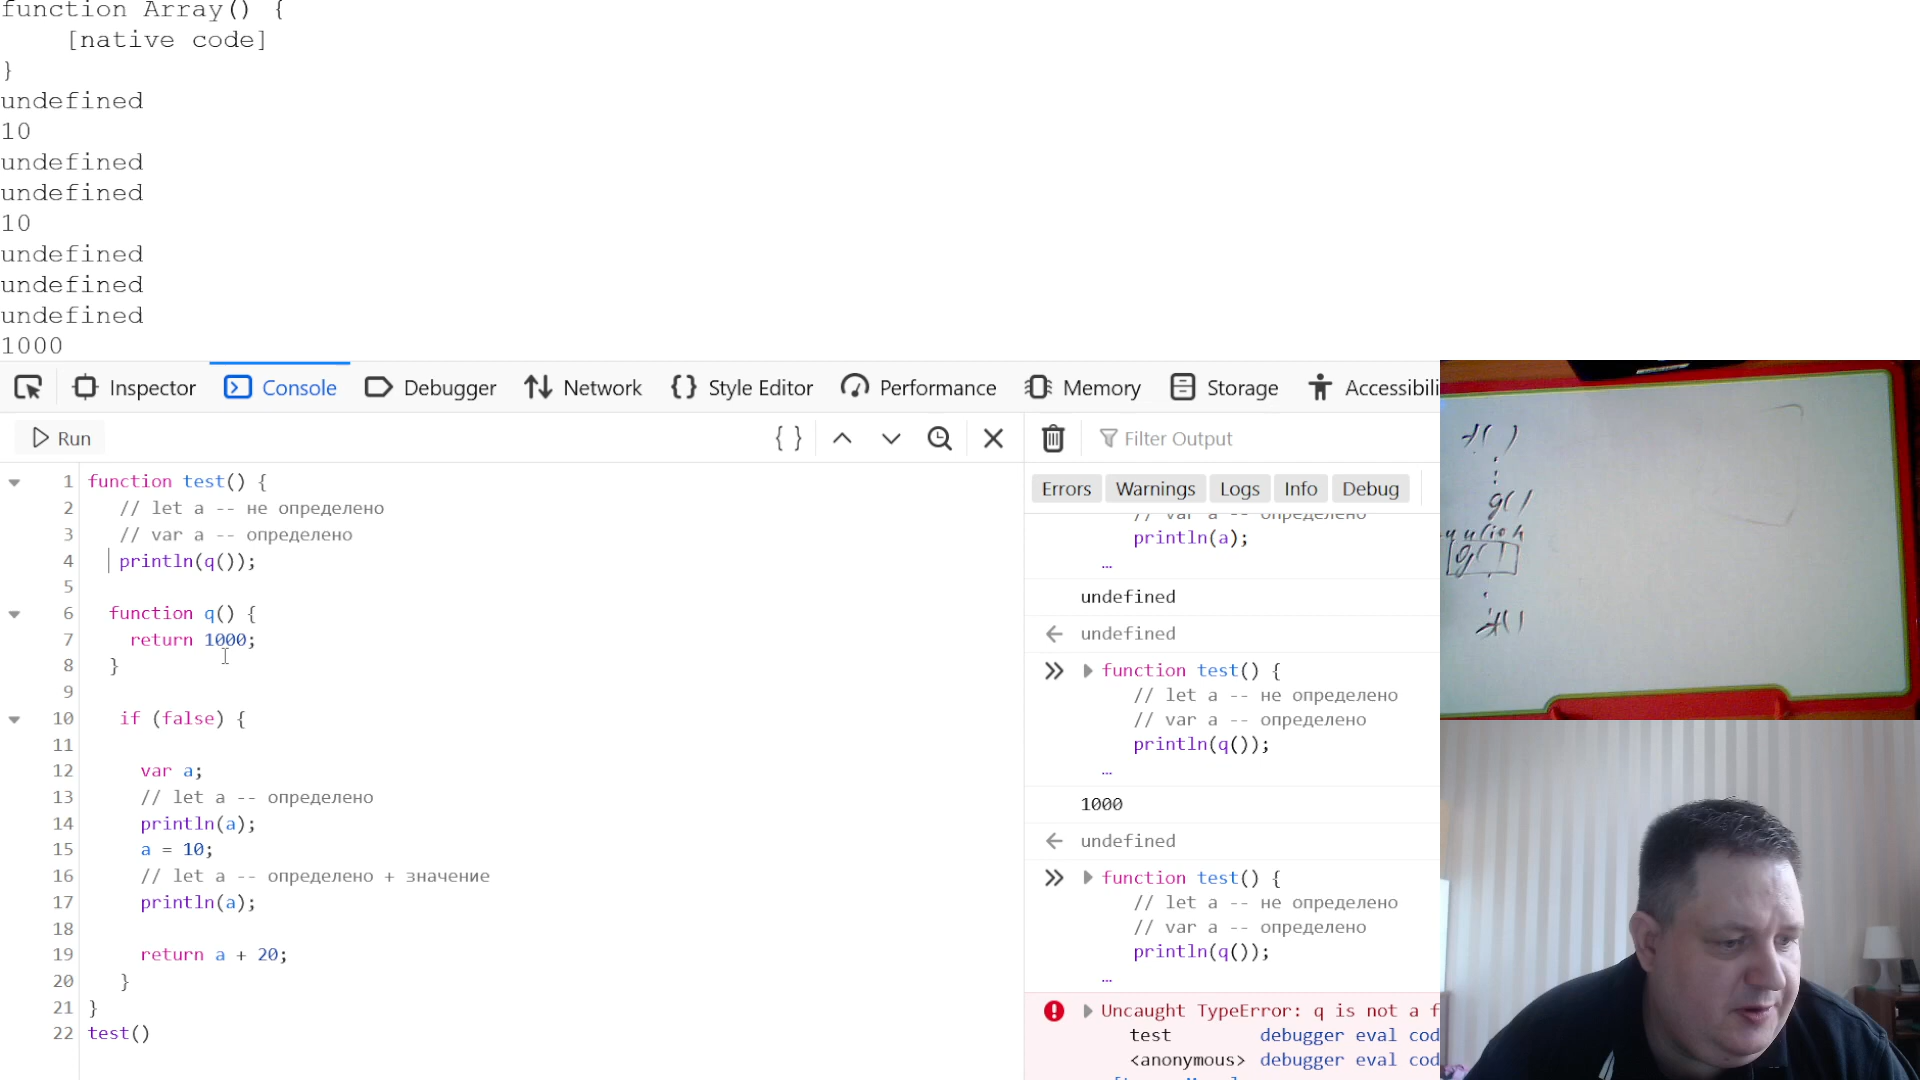 function Array() {
[native code]
}
undefined
10
undefined
undefined
10
undefined
undefined
undefined
1000
Inspector Console Debugger Network Style Editor Performance Memory Storage Accessibili
Run
Filter Output
Errors Warnings Logs Info Debug
1 function test() {
2 // let a -- не определено
3 // var a -- определено
4 println(q());
5
6 function q() {
7 return 1000;
8 }
9
10 if (false) {
11
12 var a;
13 // let a -- определено
14 println(a);
15 a = 10;
16 // let a -- определено + значение
17 println(a);
18
19 return a + 20;
20 }
21 }
22 test()
// var a -- определено
println(a);
…
undefined
undefined
function test() {
// let a -- не определено
// var a -- определено
println(q());
…
1000
undefined
function test() {
// let a -- не определено
// var a -- определено
println(q());
…
Uncaught TypeError: q is not a f
test debugger eval cod
<anonymous> debugger eval cod
g()
g()